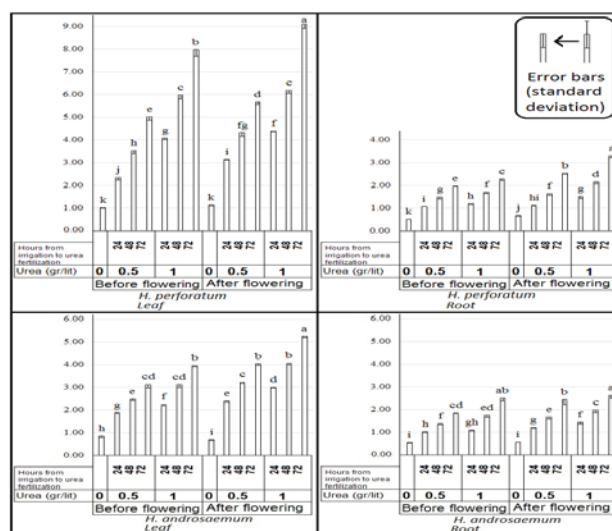 Error bars
(standard
deviation)
9.00
8.00
7.00
6.00
5.00
4.00
3.00
2.00
1.00
0.00
k j h e g c b i i fg d f c a
Hours from
irrigation to urea
fertilization
24 48 72 24 48 72 24 48 72 24 48 72
Urea (gr/lit) 0 0.5 1 0 0.5 1
Before flowering After flowering
H. perforatum
Leaf
4.00
3.00
2.00
1.00
0.00
k i g e h f c j hi f b g d a
Hours from
irrigation to urea
fertilization
24 48 72 24 48 72 24 48 72 24 48 72
Urea (gr/lit) 0 0.5 1 0 0.5 1
Before flowering After flowering
H. perforatum
Root
6.00
5.00
4.00
3.00
2.00
1.00
0.00
h g e cd f cd b i e c b d b a
Hours from
irrigation to urea
fertilization
24 48 72 24 48 72 24 48 72 24 48 72
Urea (gr/lit) 0 0.5 1 0 0.5 1
Before flowering After flowering
H. androsaemum
Leaf
6.00
5.00
4.00
3.00
2.00
1.00
0.00
i h f d gh ed ab i g e b f c a
Hours from
irrigation to urea
fertilization
24 48 72 24 48 72 24 48 72 24 48 72
Urea (gr/lit) 0 0.5 1 0 0.5 1
Before flowering After flowering
H. androsaemum
Root